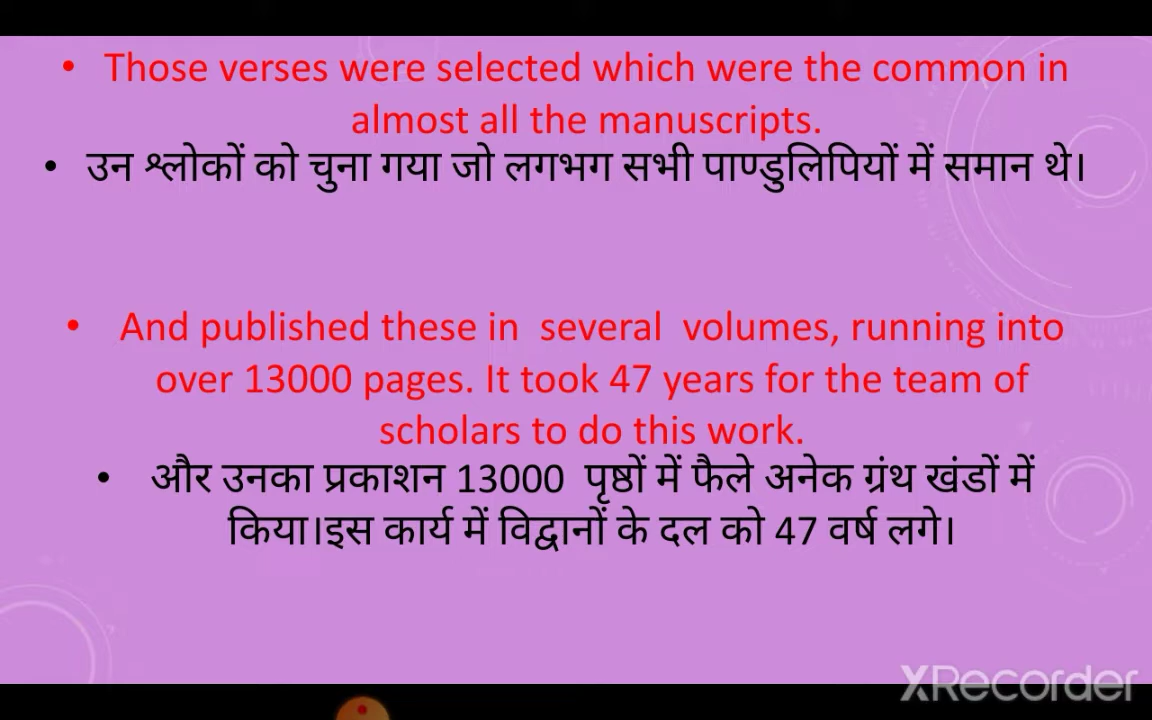 • Those verses were selected which were the common in
almost all the manuscripts.
• उन श्लोकों को चुना गया जो लगभग सभी पाण्डुलिपियों में समान थे।
• And published these in several volumes, running into
over 13000 pages. It took 47 years for the team of
scholars to do this work.
• और उनका प्रकाशन 13000 पृष्ठों में फैले अनेक ग्रंथ खंडों में
किया।इस कार्य में विद्वानों के दल को 47 वर्ष लगे।
XRecorder